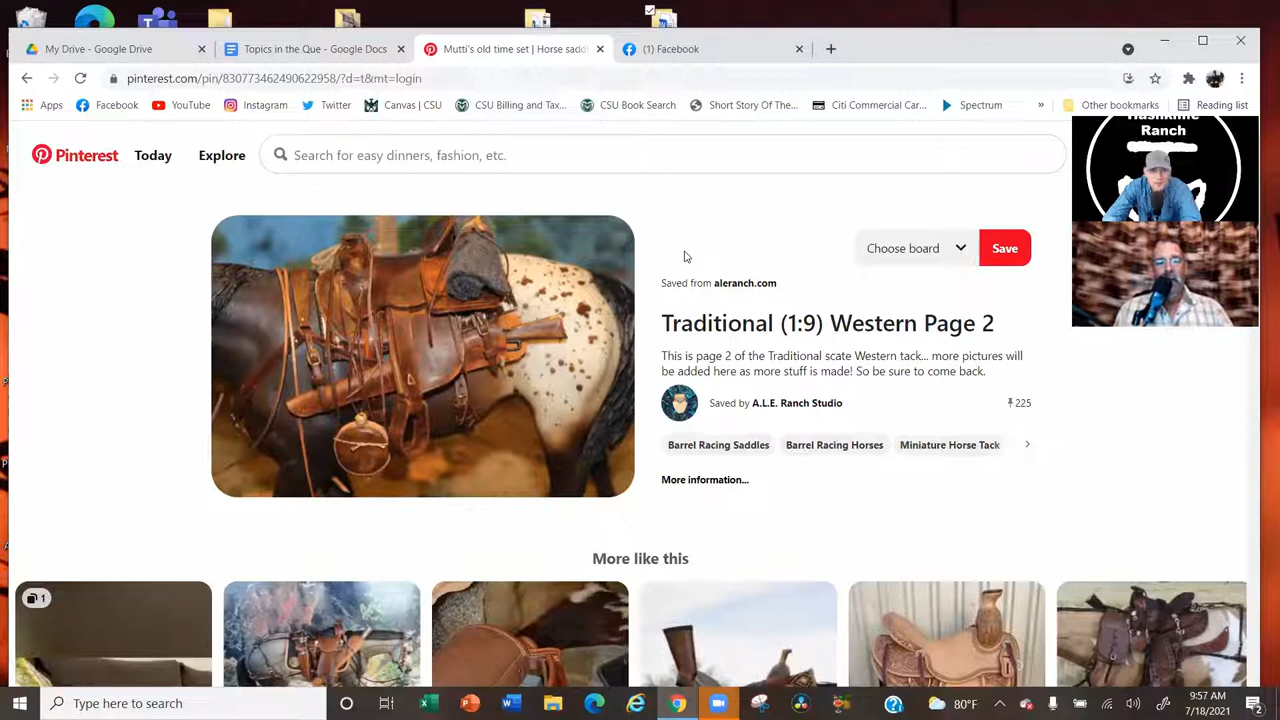 My Drive - Google Drive
Topics in the Que - Google Docs
Mutti's old time set | Horse sadd
(1) Facebook
pinterest.com/pin/830773462490622958/?d=t&mt=login
Apps
Facebook
YouTube
Instagram
Twitter
Canvas | CSU
CSU Billing and Tax...
CSU Book Search
Short Story Of The...
Citi Commercial Car...
Spectrum
»
Other bookmarks
Reading list
Ranch
Pinterest
Today
Explore
Search for easy dinners, fashion, etc.
Choose board
Save
Saved from aleranch.com
Traditional (1:9) Western Page 2
This is page 2 of the Traditional scate Western tack... more pictures will
be added here as more stuff is made! So be sure to come back.
Saved by A.L.E. Ranch Studio
225
Barrel Racing Saddles
Barrel Racing Horses
Miniature Horse Tack
More information...
More like this
1
Type here to search
80°F
9:57 AM
7/18/2021
2